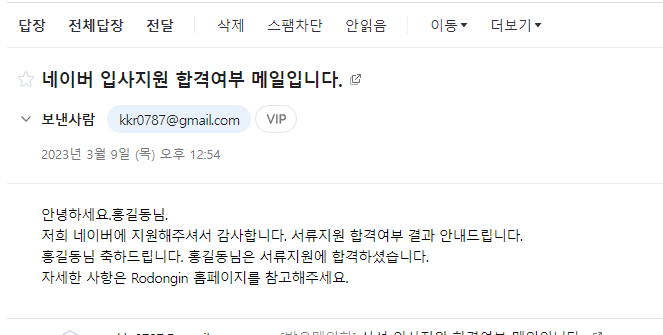 답장 전체답장 전달 삭제 스팸차단 안읽음 이동 더보기
네이버 입사지원 합격여부 메일입니다.
보낸사람 kkr0787@gmail.com VIP
2023년 3월 9일 (목) 오후 12:54
안녕하세요.홍길동님.
저희 네이버에 지원해주셔서 감사합니다. 서류지원 합격여부 결과 안내드립니다.
홍길동님 축하드립니다. 홍길동님은 서류지원에 합격하셨습니다.
자세한 사항은 Rodongin 홈페이지를 참고해주세요.